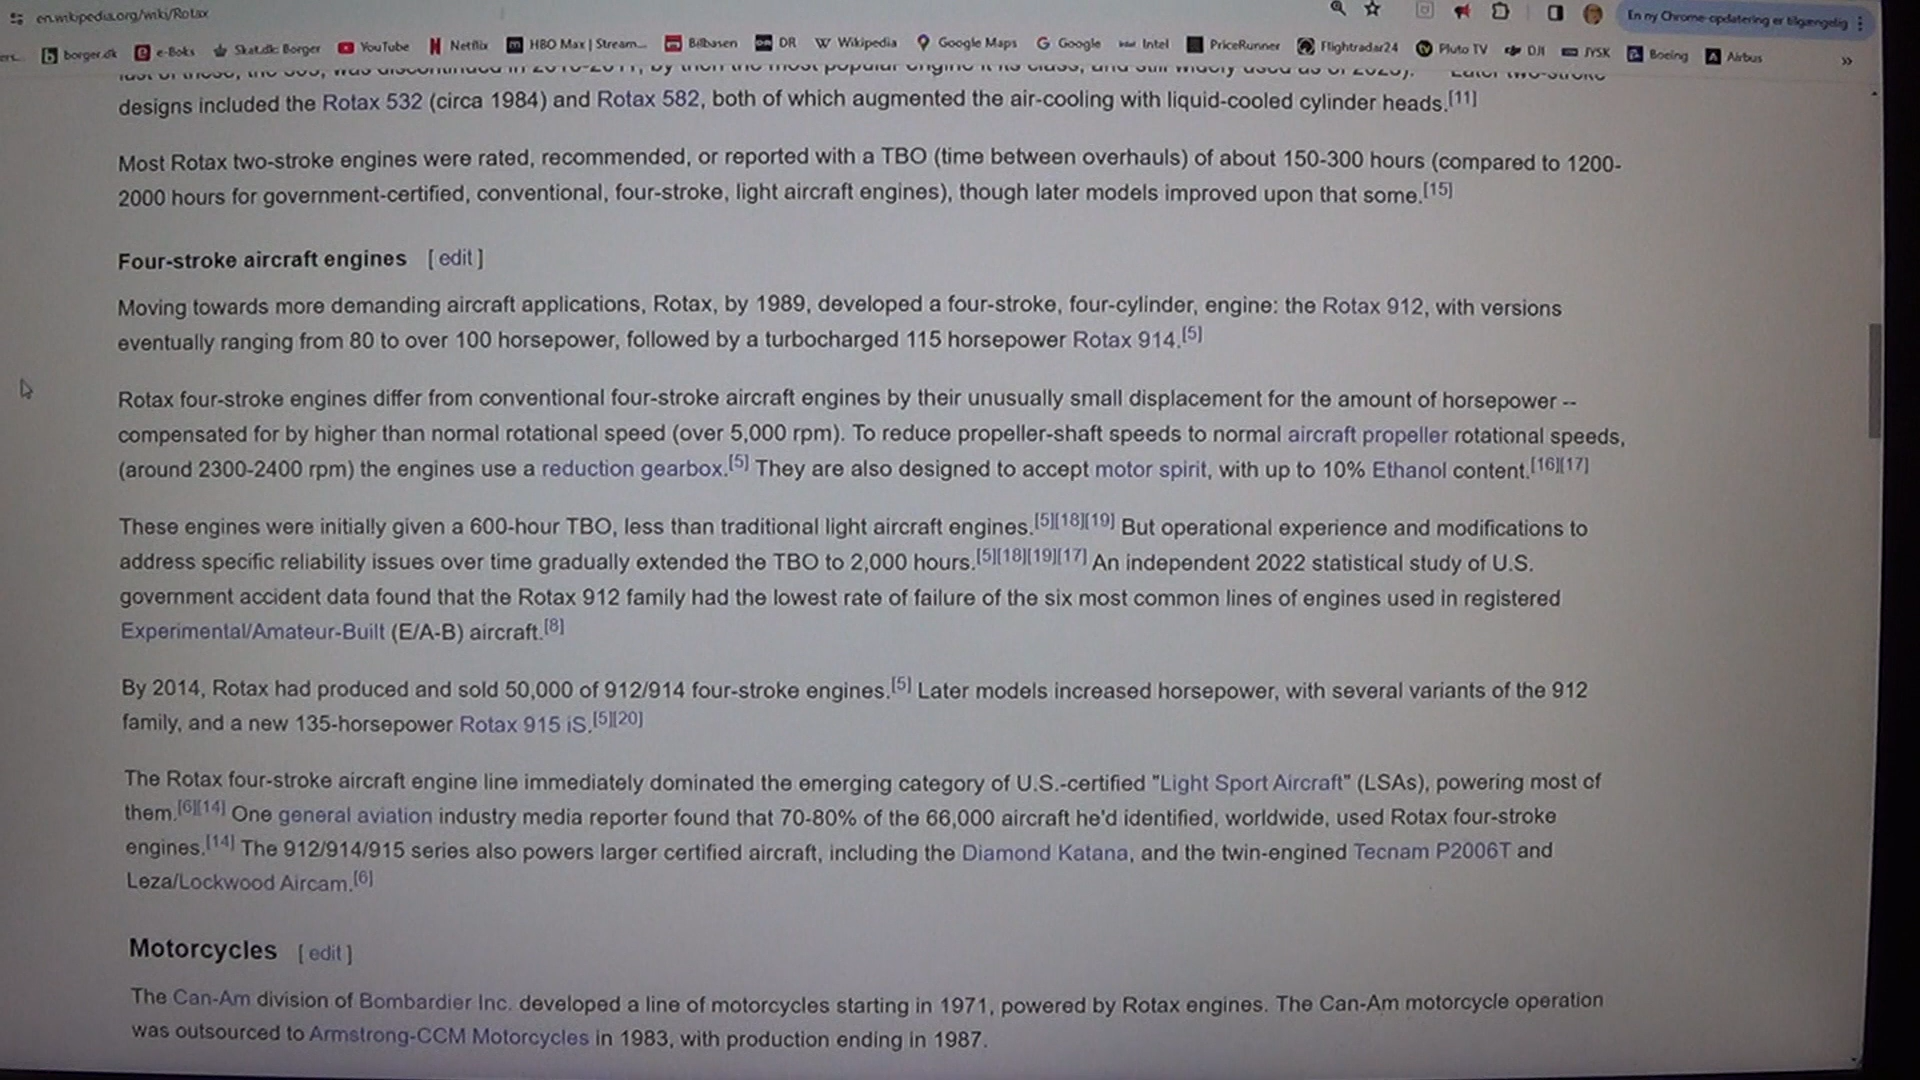 en.wikipedia.org/wiki/Rotax
En ny Chrome-opdatering er tilgængelig
borger.dk e-Boks Skat.dk: Borger YouTube Netflix HBO Max | Stream... Bilbasen DR Wikipedia Google Maps Google Intel PriceRunner Flightradar24 Pluto TV DJI JYSK Boeing Airbus »
designs included the Rotax 532 (circa 1984) and Rotax 582, both of which augmented the air-cooling with liquid-cooled cylinder heads.[11]
Most Rotax two-stroke engines were rated, recommended, or reported with a TBO (time between overhauls) of about 150-300 hours (compared to 1200-
2000 hours for government-certified, conventional, four-stroke, light aircraft engines), though later models improved upon that some.[15]
Four-stroke aircraft engines [ edit ]
Moving towards more demanding aircraft applications, Rotax, by 1989, developed a four-stroke, four-cylinder, engine: the Rotax 912, with versions
eventually ranging from 80 to over 100 horsepower, followed by a turbocharged 115 horsepower Rotax 914.[5]
Rotax four-stroke engines differ from conventional four-stroke aircraft engines by their unusually small displacement for the amount of horsepower --
compensated for by higher than normal rotational speed (over 5,000 rpm). To reduce propeller-shaft speeds to normal aircraft propeller rotational speeds,
(around 2300-2400 rpm) the engines use a reduction gearbox.[5] They are also designed to accept motor spirit, with up to 10% Ethanol content.[16][17]
These engines were initially given a 600-hour TBO, less than traditional light aircraft engines.[5][18][19] But operational experience and modifications to
address specific reliability issues over time gradually extended the TBO to 2,000 hours.[5][18][19][17] An independent 2022 statistical study of U.S.
government accident data found that the Rotax 912 family had the lowest rate of failure of the six most common lines of engines used in registered
Experimental/Amateur-Built (E/A-B) aircraft.[8]
By 2014, Rotax had produced and sold 50,000 of 912/914 four-stroke engines.[5] Later models increased horsepower, with several variants of the 912
family, and a new 135-horsepower Rotax 915 iS.[5][20]
The Rotax four-stroke aircraft engine line immediately dominated the emerging category of U.S.-certified "Light Sport Aircraft" (LSAs), powering most of
them.[6][14] One general aviation industry media reporter found that 70-80% of the 66,000 aircraft he'd identified, worldwide, used Rotax four-stroke
engines.[14] The 912/914/915 series also powers larger certified aircraft, including the Diamond Katana, and the twin-engined Tecnam P2006T and
Leza/Lockwood Aircam.[6]
Motorcycles [ edit ]
The Can-Am division of Bombardier Inc. developed a line of motorcycles starting in 1971, powered by Rotax engines. The Can-Am motorcycle operation
was outsourced to Armstrong-CCM Motorcycles in 1983, with production ending in 1987.